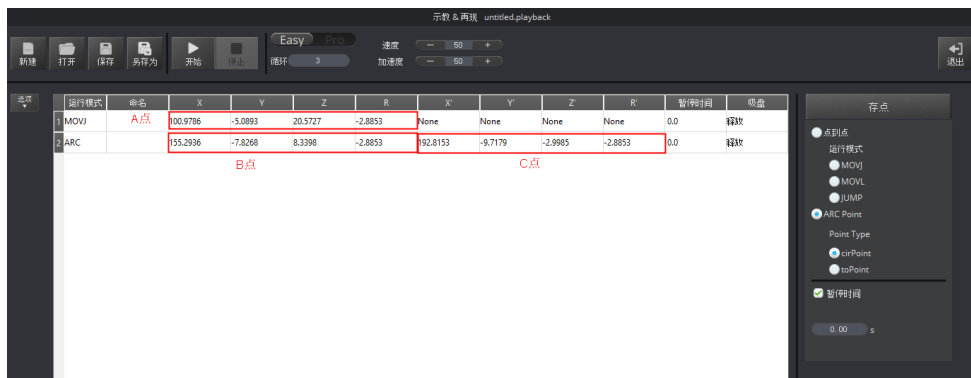 示教 & 再现 untitled.playback
新建 打开 保存 另存为 开始 停止
Easy Pro
循环 3
速度 − 50 +
加速度 − 50 +
退出
选项
运行模式 命名 X Y Z R X' Y' Z' R' 暂停时间 吸盘
1 MOVJ A点 100.9786 -5.0893 20.5727 -2.8853 None None None None 0.0 释放
2 ARC 155.2936 -7.8268 8.3398 -2.8853 192.8153 -9.7179 -2.9985 -2.8853 0.0 释放
B点 C点
存点
点到点
运行模式
MOVJ
MOVL
JUMP
ARC Point
Point Type
cirPoint
toPoint
暂停时间
0.00 s